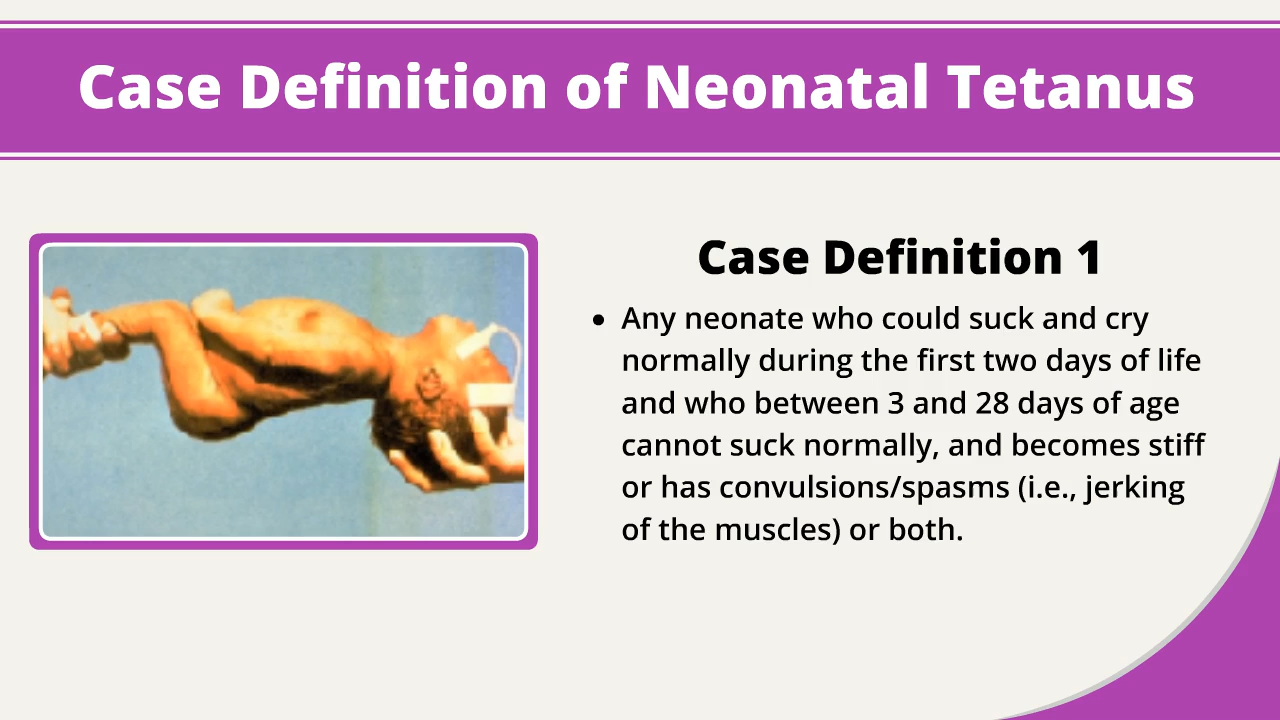 Case Definition of Neonatal Tetanus
Case Definition 1
• Any neonate who could suck and cry
normally during the first two days of life
and who between 3 and 28 days of age
cannot suck normally, and becomes stiff
or has convulsions/spasms (i.e., jerking
of the muscles) or both.